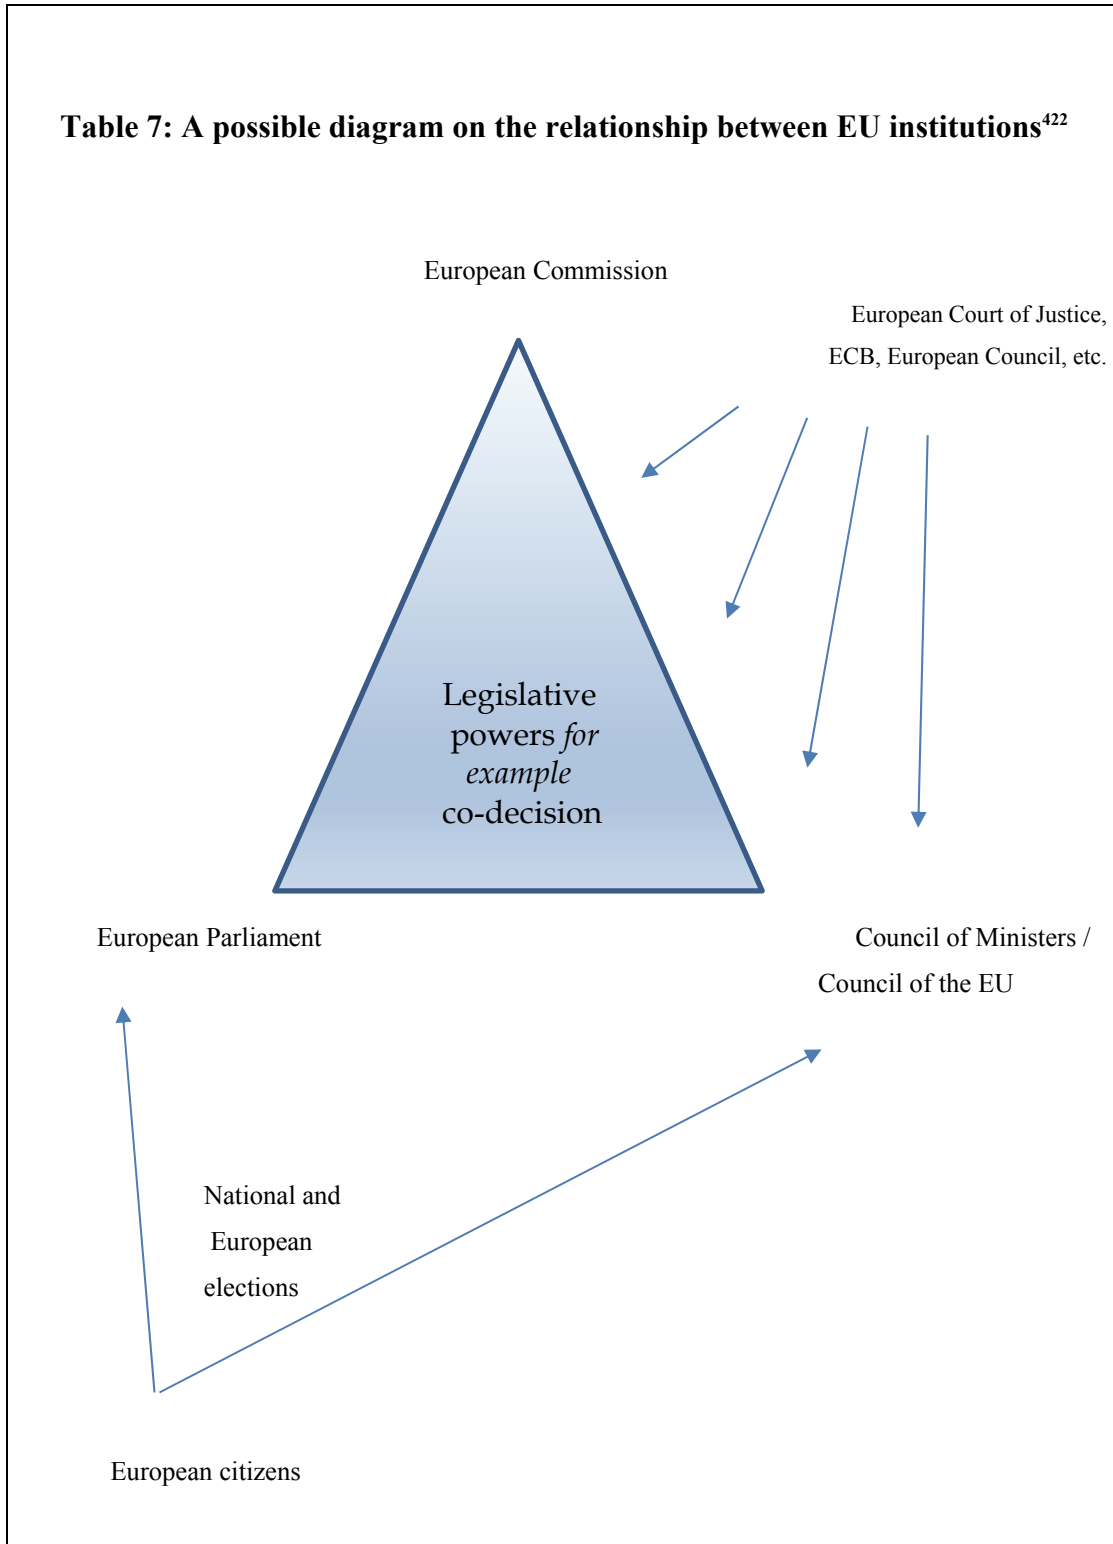 Table 7: A possible diagram on the relationship between EU institutions422
European Commission
European Court of Justice,
ECB, European Council, etc.
Legislative
powers for
example
co-decision
European Parliament
Council of Ministers /
Council of the EU
National and
European
elections
European citizens